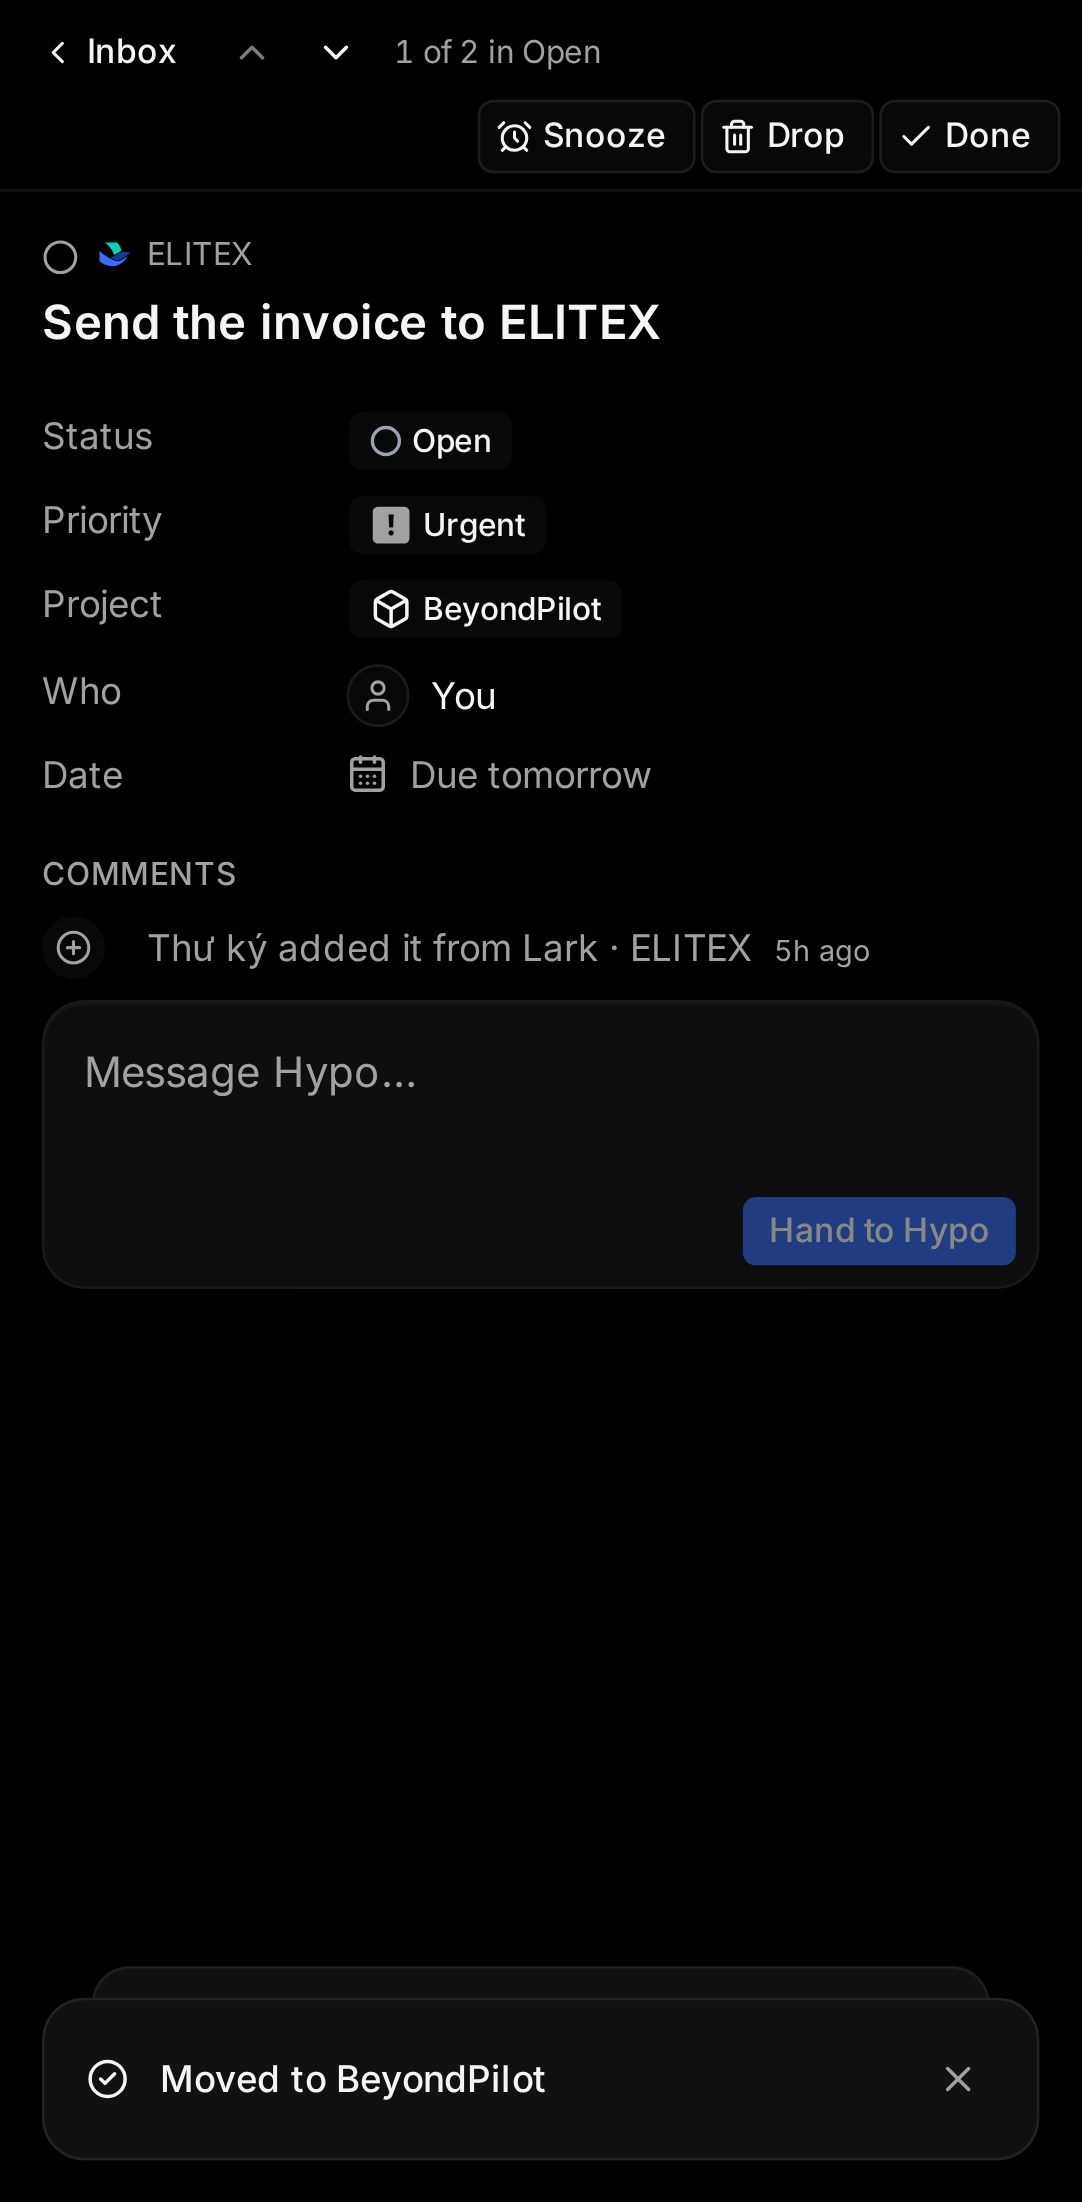 Inbox
1 of 2 in Open
Snooze
Drop
Done
ELITEX
Send the invoice to ELITEX
Status
Open
Priority
Urgent
Project
BeyondPilot
Who
You
Date
Due tomorrow
COMMENTS
Thư ký added it from Lark · ELITEX 5h ago
Message Hypo...
Hand to Hypo
Moved to BeyondPilot